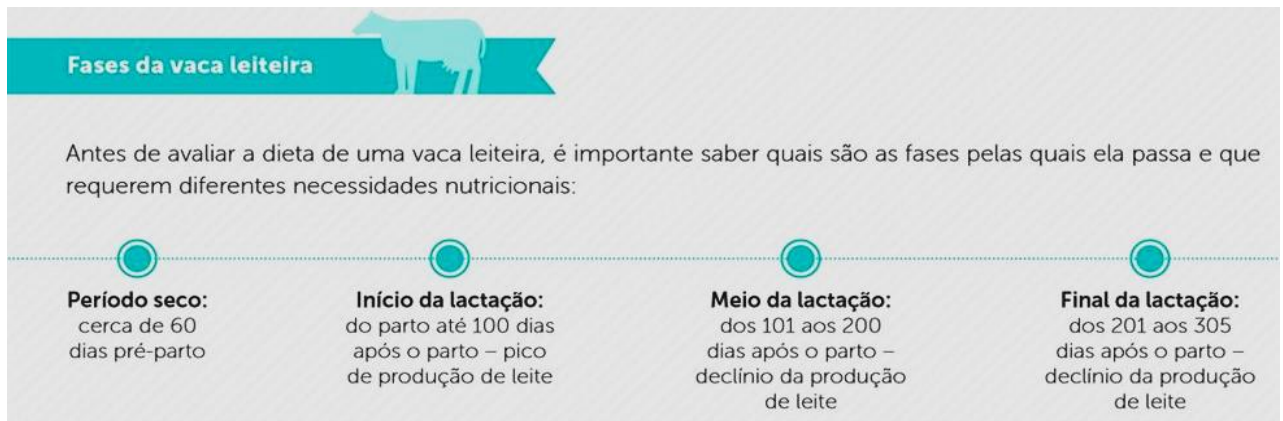 Fases da vaca leiteira
Antes de avaliar a dieta de uma vaca leiteira, é importante saber quais são as fases pelas quais ela passa e que
requerem diferentes necessidades nutricionais:
Período seco:
cerca de 60
dias pré-parto
Início da lactação:
do parto até 100 dias
após o parto – pico
de produção de leite
Meio da lactação:
dos 101 aos 200
dias após o parto –
declínio da produção
de leite
Final da lactação:
dos 201 aos 305
dias após o parto –
declínio da produção
de leite